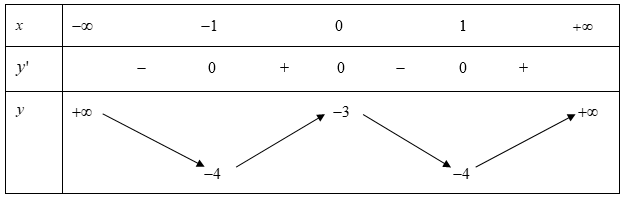 x −∞ −1 0 1 +∞
y' − 0 + 0 − 0 +
y +∞ −3 +∞
−4 −4